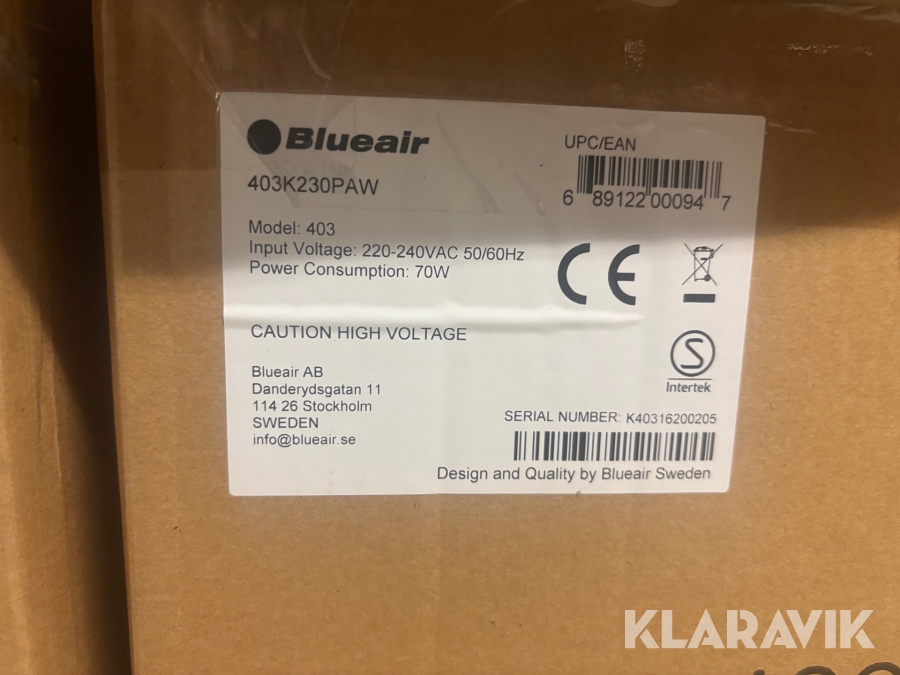 Blueair
403K230PAW
UPC/EAN
6 89122 00094 7
Model: 403
Input Voltage: 220-240VAC 50/60Hz
Power Consumption: 70W
CE
CAUTION HIGH VOLTAGE
S
Intertek
Blueair AB
Danderydsgatan 11
114 26 Stockholm
SWEDEN
info@blueair.se
SERIAL NUMBER: K40316200205
Design and Quality by Blueair Sweden
KLARAVIK